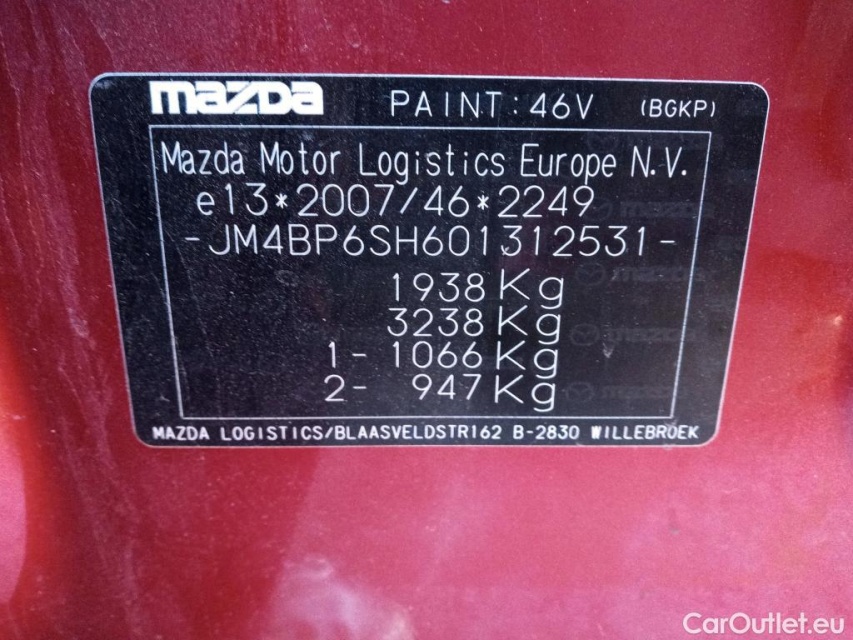 mazda PAINT: 46V (BGKP)
Mazda Motor Logistics Europe N.V.
e13*2007/46*2249
-JM4BP6SH601312531-
1938Kg
3238Kg
1- 1066Kg
2- 947Kg
MAZDA LOGISTICS/BLAASVELDSTR162 B-2830 WILLEBROEK
CarOutlet.eu